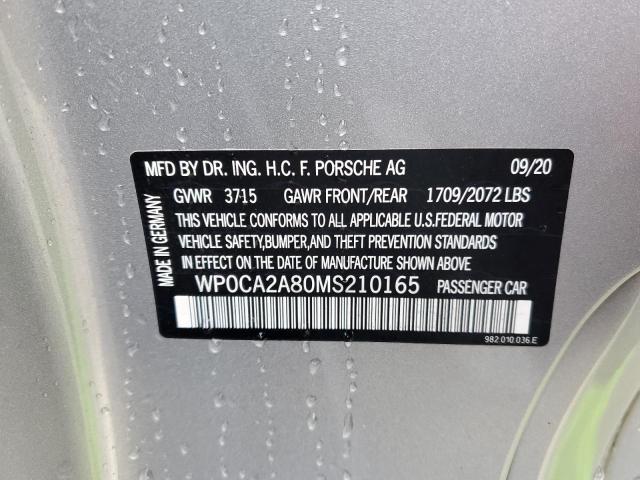 MFD BY DR. ING. H.C. F. PORSCHE AG 09/20
GVWR 3715 GAWR FRONT/REAR 1709/2072 LBS
THIS VEHICLE CONFORMS TO ALL APPLICABLE U.S.FEDERAL MOTOR
VEHICLE SAFETY,BUMPER,AND THEFT PREVENTION STANDARDS
IN EFFECT ON THE DATE OF MANUFACTURE SHOWN ABOVE
WP0CA2A80MS210165 PASSENGER CAR
982.010.036.E
MADE IN GERMANY